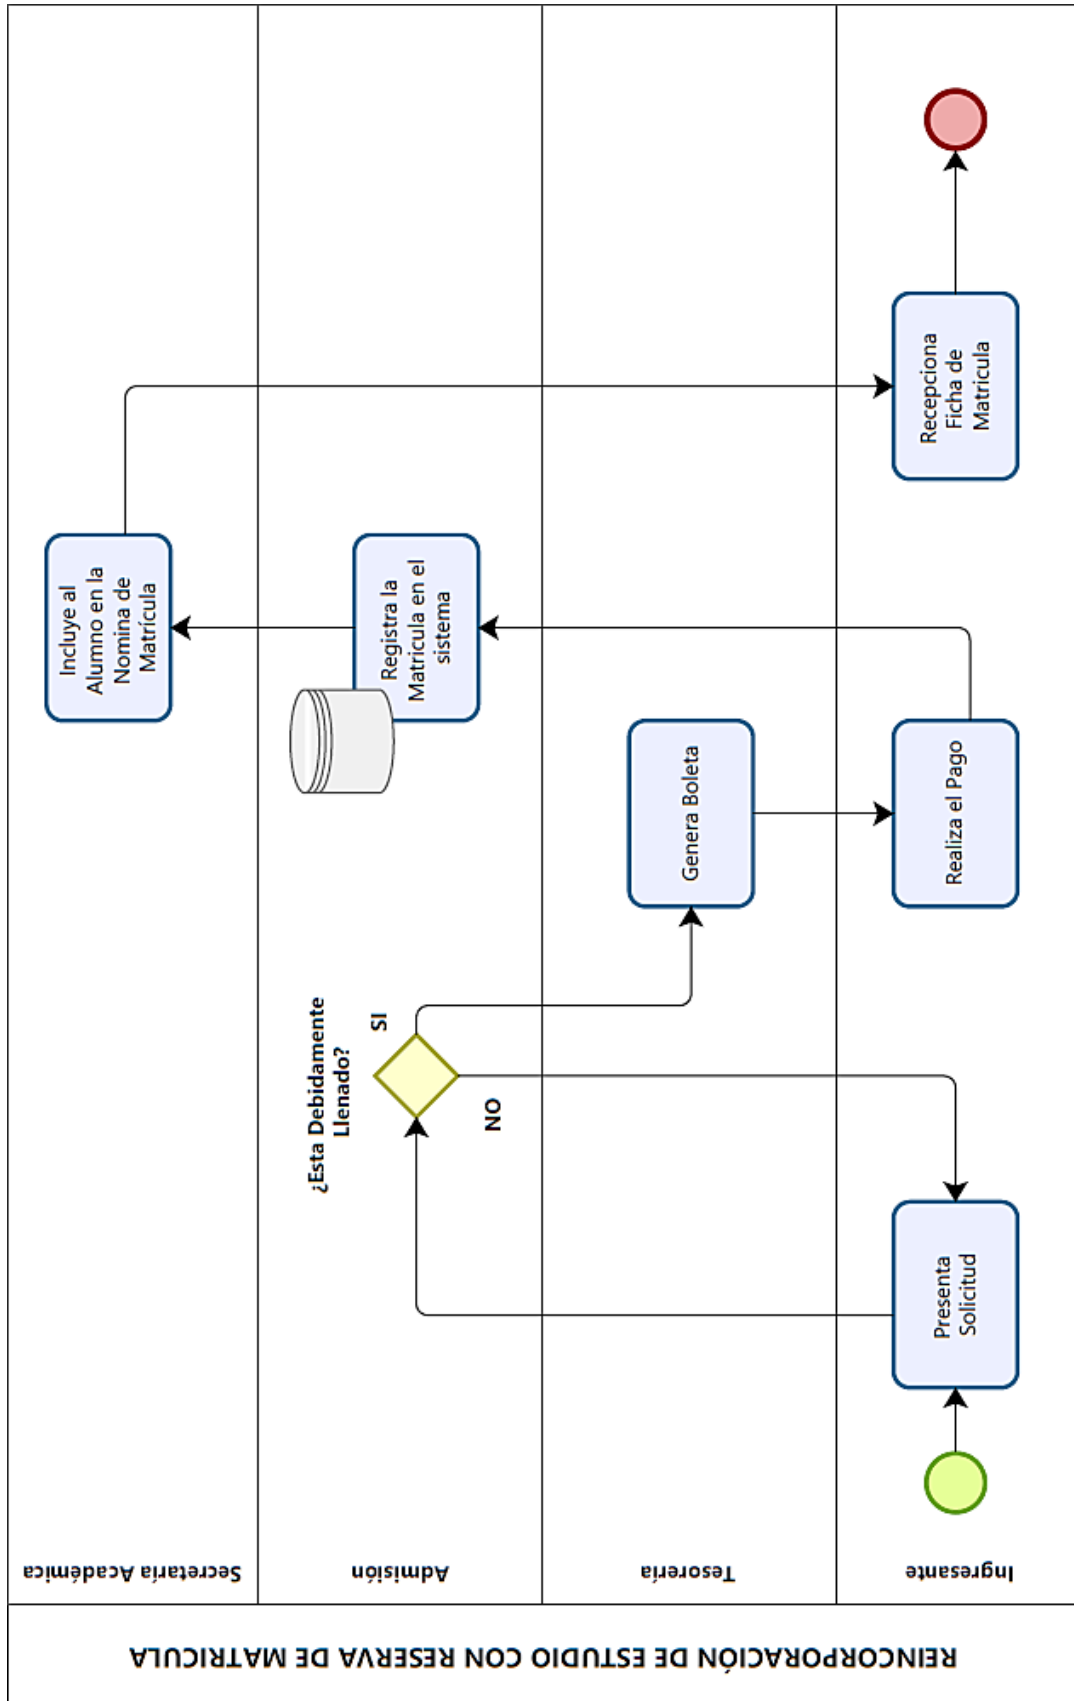 REINCORPORACIÓN DE ESTUDIO CON RESERVA DE MATRICULA
Secretaría Académica
Incluye al
Alumno en la
Nomina de
Matrícula
Admisión
¿Esta Debidamente
Llenado?
SI
NO
Registra la
Matricula en el
sistema
Tesorería
Genera Boleta
Ingresante
Presenta
Solicitud
Realiza el Pago
Recepciona
Ficha de
Matricula